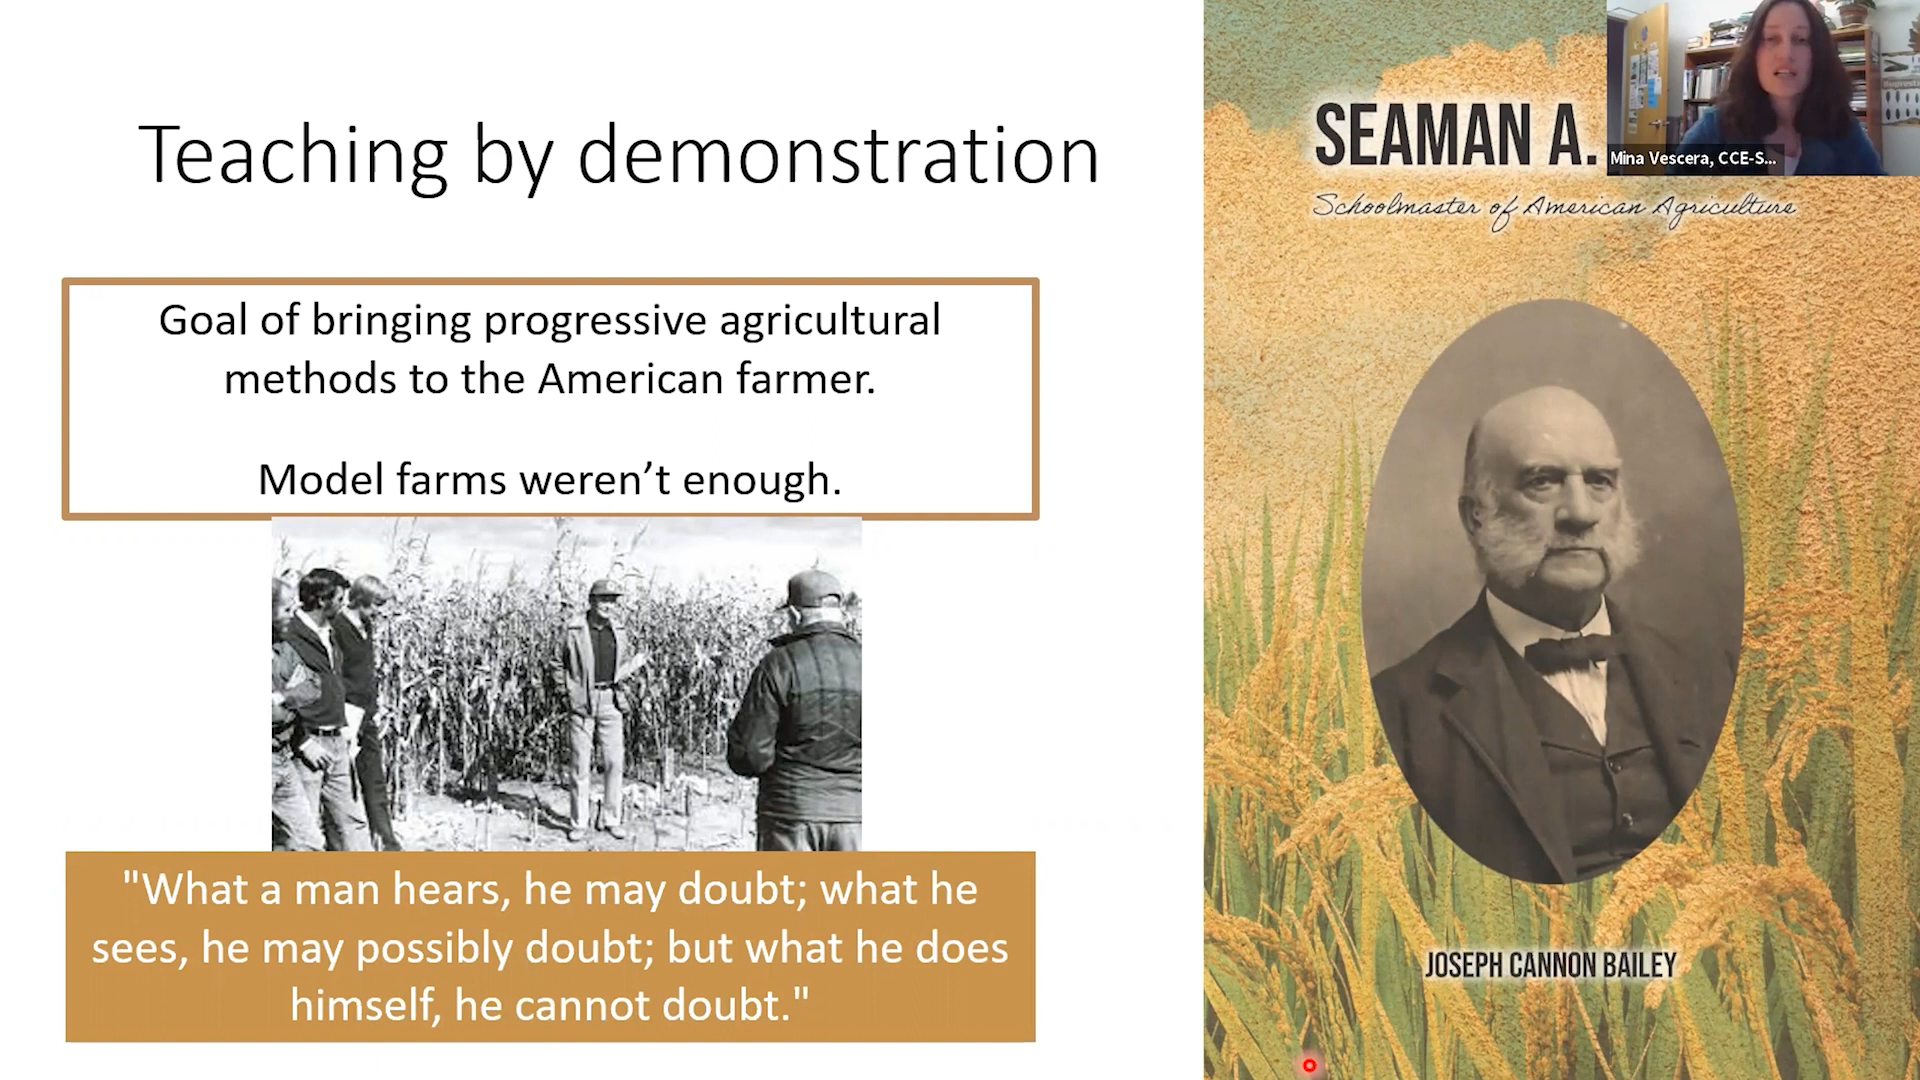 Teaching by demonstration
Goal of bringing progressive agricultural
methods to the American farmer.
Model farms weren’t enough.
"What a man hears, he may doubt; what he
sees, he may possibly doubt; but what he does
himself, he cannot doubt."
SEAMAN A.
Schoolmaster of American Agriculture
JOSEPH CANNON BAILEY
Mina Vescera, CCE-S...